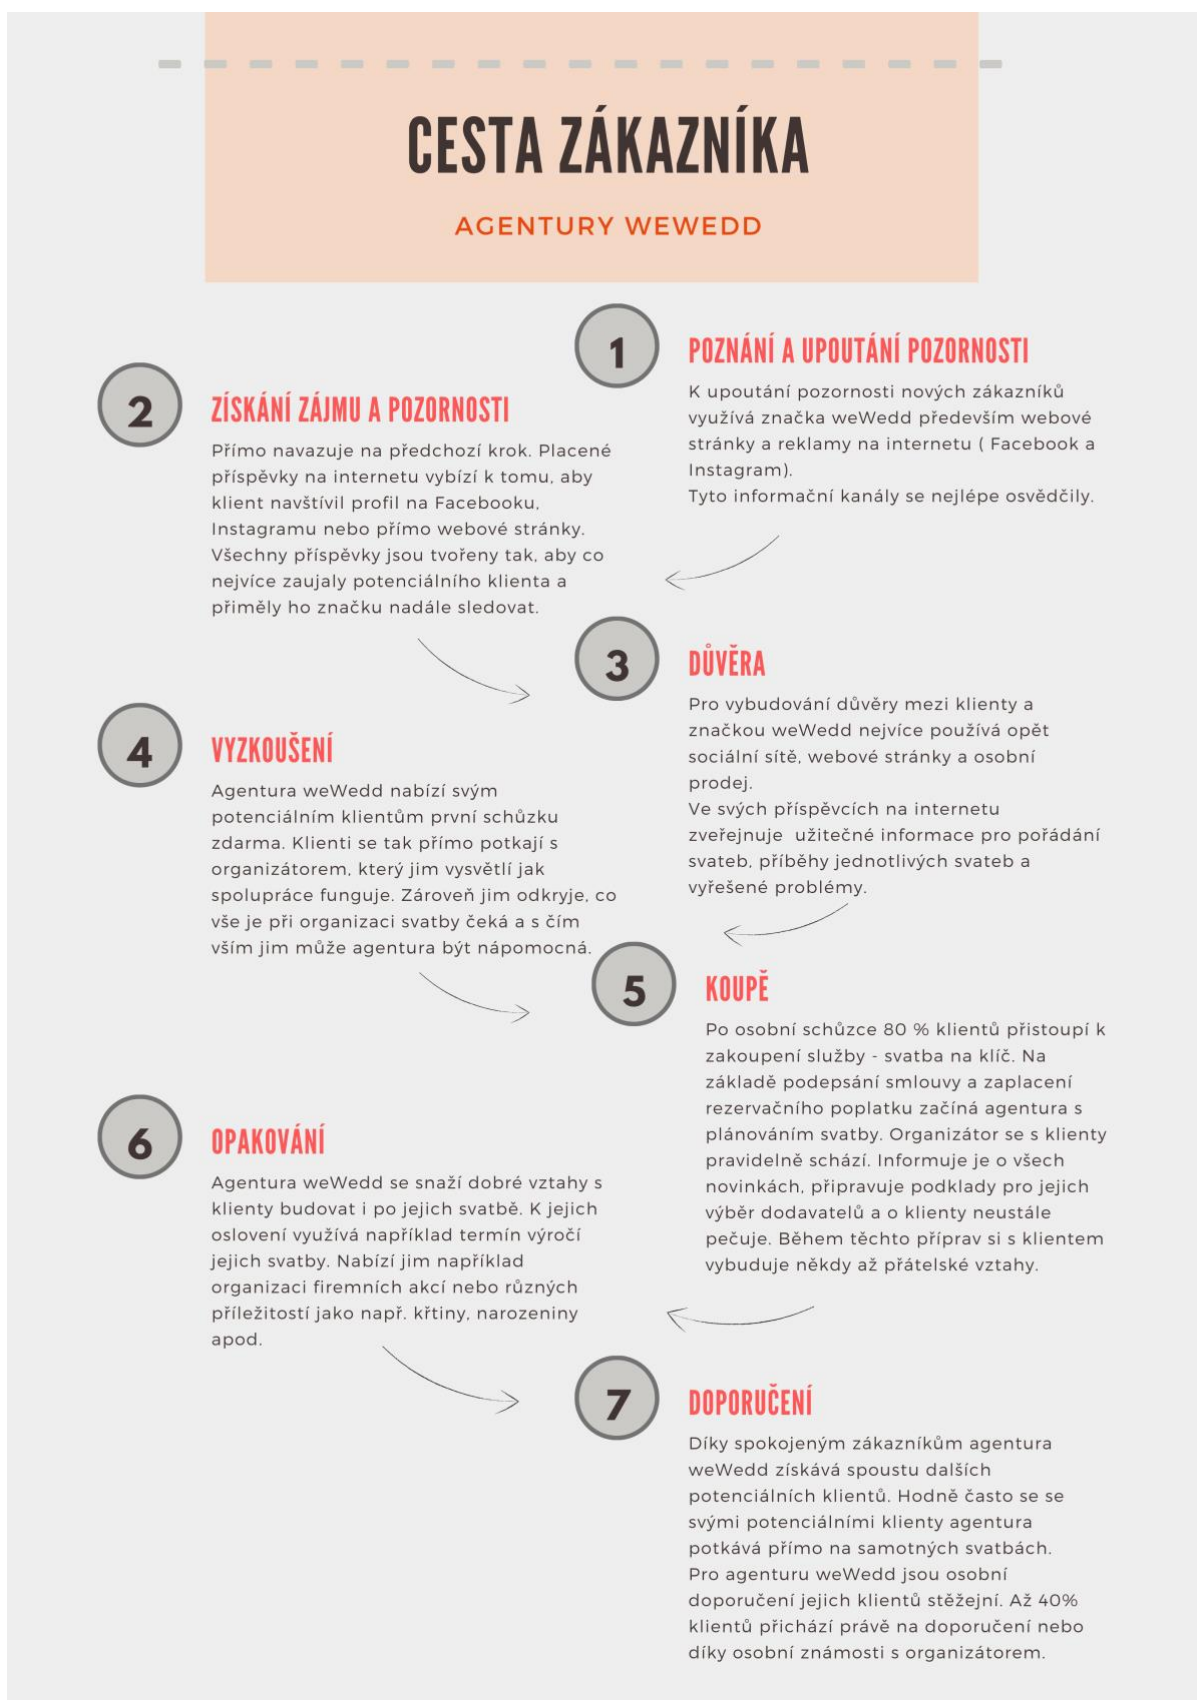 CESTA ZÁKAZNÍKA
AGENTURY WEWEDD
1
POZNÁNÍ A UPOUTÁNÍ POZORNOSTI
K upoutání pozornosti nových zákazníků
využívá značka weWedd především webové
stránky a reklamy na internetu ( Facebook a
Instagram).
Tyto informační kanály se nejlépe osvědčily.
2
ZÍSKÁNÍ ZÁJMU A POZORNOSTI
Přímo navazuje na předchozí krok. Placené
příspěvky na internetu vybízí k tomu, aby
klient navštívil profil na Facebooku,
Instagramu nebo přímo webové stránky.
Všechny příspěvky jsou tvořeny tak, aby co
nejvíce zaujaly potenciálního klienta a
přiměly ho značku nadále sledovat.
3
DŮVĚRA
Pro vybudování důvěry mezi klienty a
značkou weWedd nejvíce používá opět
sociální sítě, webové stránky a osobní
prodej.
Ve svých příspěvcích na internetu
zveřejnuje  užitečné informace pro pořádání
svateb, příběhy jednotlivých svateb a
vyřešené problémy.
4
VYZKOUŠENÍ
Agentura weWedd nabízí svým
potenciálním klientům první schůzku
zdarma. Klienti se tak přímo potkají s
organizátorem, který jim vysvětlí jak
spolupráce funguje. Zároveň jim odkryje, co
vše je při organizaci svatby čeká a s čím
vším jim může agentura být nápomocná.
5
KOUPĚ
Po osobní schůzce 80 % klientů přistoupí k
zakoupení služby - svatba na klíč. Na
základě podepsání smlouvy a zaplacení
rezervačního poplatku začíná agentura s
plánováním svatby. Organizátor se s klienty
pravidelně schází. Informuje je o všech
novinkách, připravuje podklady pro jejich
výběr dodavatelů a o klienty neustále
pečuje. Během těchto příprav si s klientem
vybuduje někdy až přátelské vztahy.
6
OPAKOVÁNÍ
Agentura weWedd se snaží dobré vztahy s
klienty budovat i po jejich svatbě. K jejich
oslovení využívá například termín výročí
jejich svatby. Nabízí jim například
organizaci firemních akcí nebo různých
příležitostí jako např. křtiny, narozeniny
apod.
7
DOPORUČENÍ
Díky spokojeným zákazníkům agentura
weWedd získává spoustu dalších
potenciálních klientů. Hodně často se se
svými potenciálními klienty agentura
potkává přímo na samotných svatbách.
Pro agenturu weWedd jsou osobní
doporučení jejich klientů stěžejní. Až 40%
klientů přichází právě na doporučení nebo
díky osobní známosti s organizátorem.